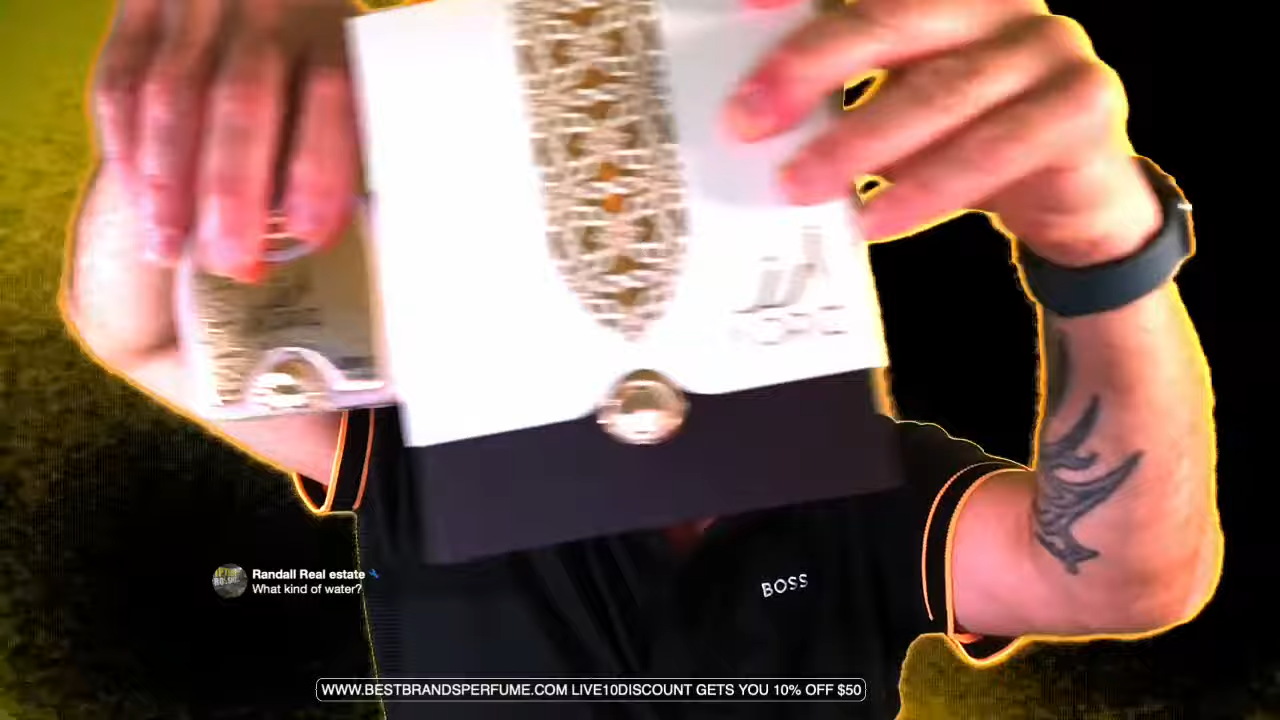 BOSS
Randall Real estate
What kind of water?
WWW.BESTBRANDSPERFUME.COM LIVE10DISCOUNT GETS YOU 10% OFF $50